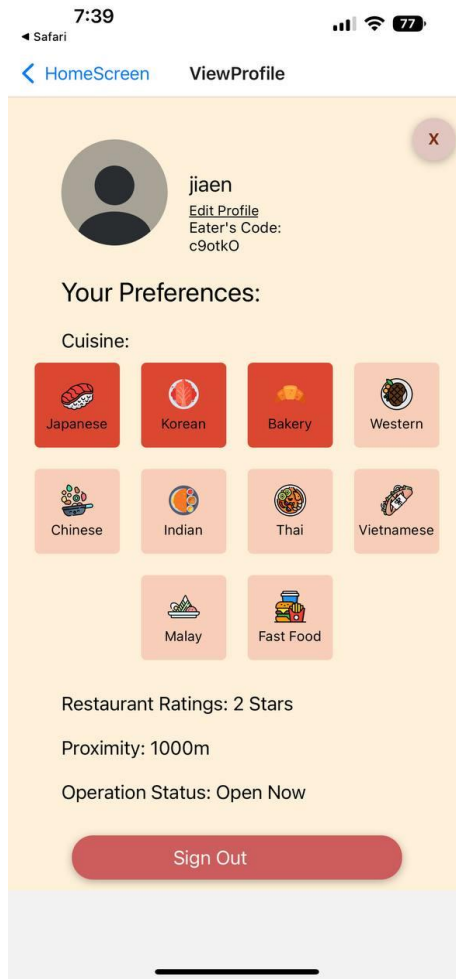 7:39
77
◀ Safari
HomeScreen ViewProfile
X
jiaen
Edit Profile
Eater's Code:
c9otkO
Your Preferences:
Cuisine:
Japanese Korean Bakery Western
Chinese Indian Thai Vietnamese
Malay Fast Food
Restaurant Ratings: 2 Stars
Proximity: 1000m
Operation Status: Open Now
Sign Out